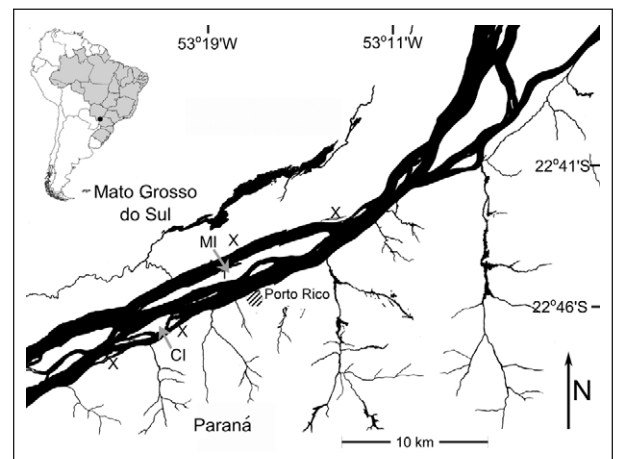 53°19'W
53°11'W
22°41'S
Mato Grosso
do Sul
X
X
MI
Porto Rico
22°46'S
X
CI
X
N
Paraná
10 km